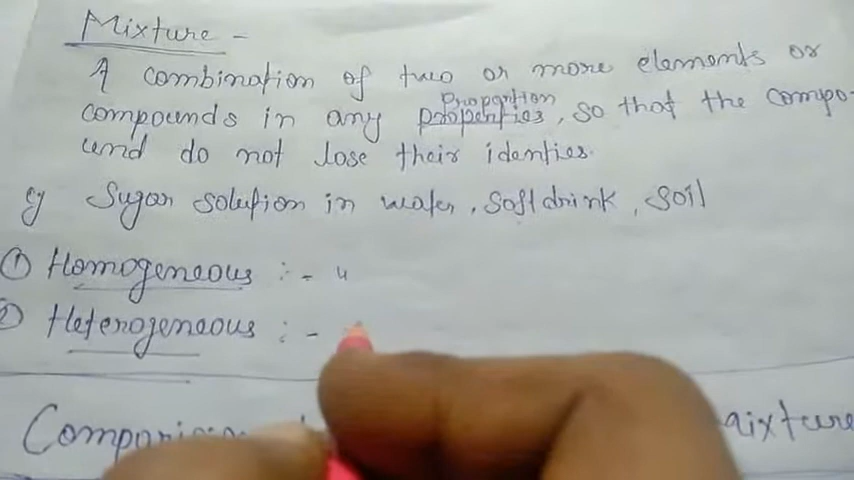 Mixture -
A combination of two or more elements or
proportion
compounds in any properties, so that the compo-
und do not lose their identies.
eg Sugar solution in water, soft drink, soil
① Homogeneous :- u
② Heterogeneous :-
Comparison mixture